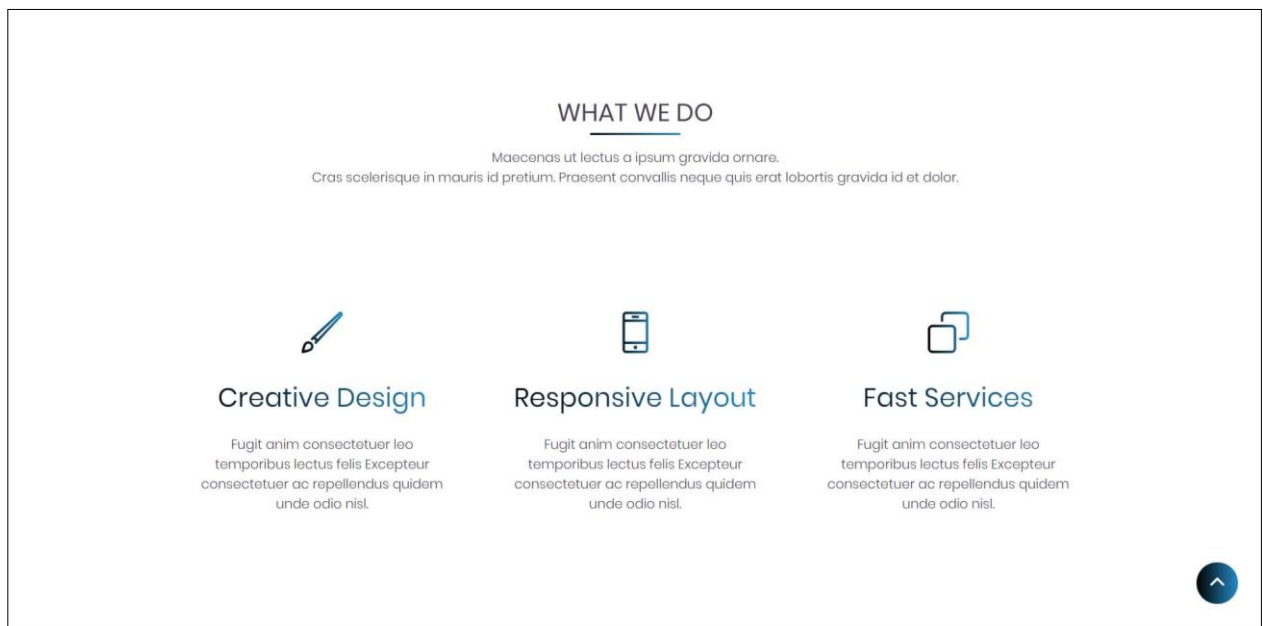 WHAT WE DO
Maecenas ut lectus a ipsum gravida ornare.
Cras scelerisque in mauris id pretium. Praesent convallis neque quis erat lobortis gravida id et dolor.
Creative Design
Fugit anim consectetuer leo
temporibus lectus felis Excepteur
consectetuer ac repellendus quidem
unde odio nisl.
Responsive Layout
Fugit anim consectetuer leo
temporibus lectus felis Excepteur
consectetuer ac repellendus quidem
unde odio nisl.
Fast Services
Fugit anim consectetuer leo
temporibus lectus felis Excepteur
consectetuer ac repellendus quidem
unde odio nisl.